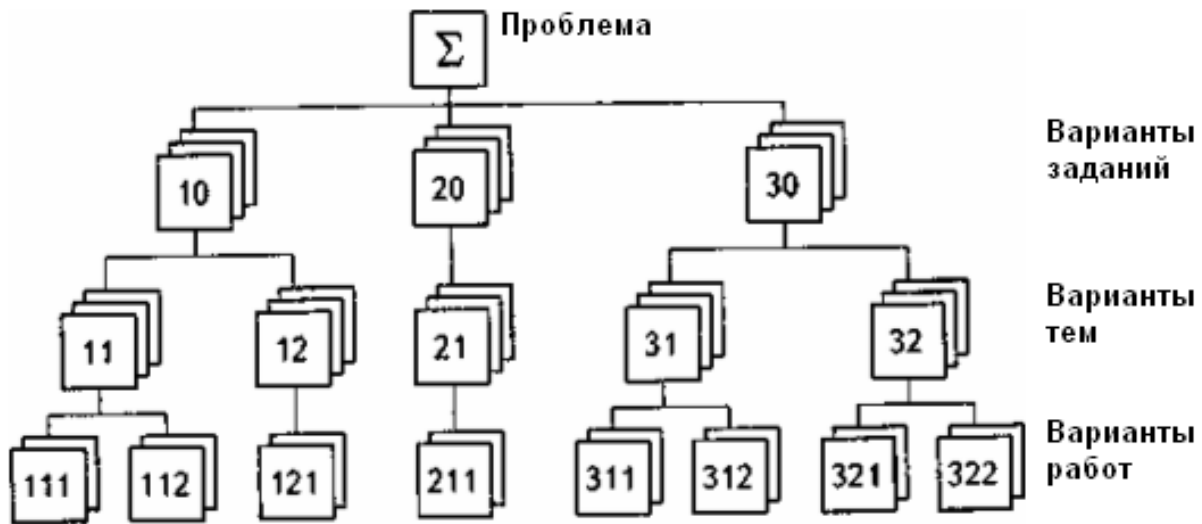 Σ Проблема
Варианты
заданий
10 20 30
Варианты
тем
11 12 21 31 32
Варианты
работ
111 112 121 211 311 312 321 322